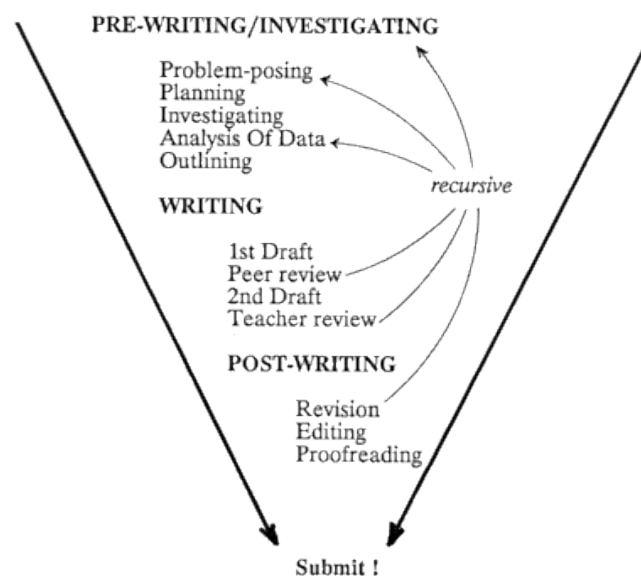 PRE-WRITING/INVESTIGATING
Problem-posing
Planning
Investigating
Analysis Of Data
Outlining
recursive
WRITING
1st Draft
Peer review
2nd Draft
Teacher review
POST-WRITING
Revision
Editing
Proofreading
Submit !